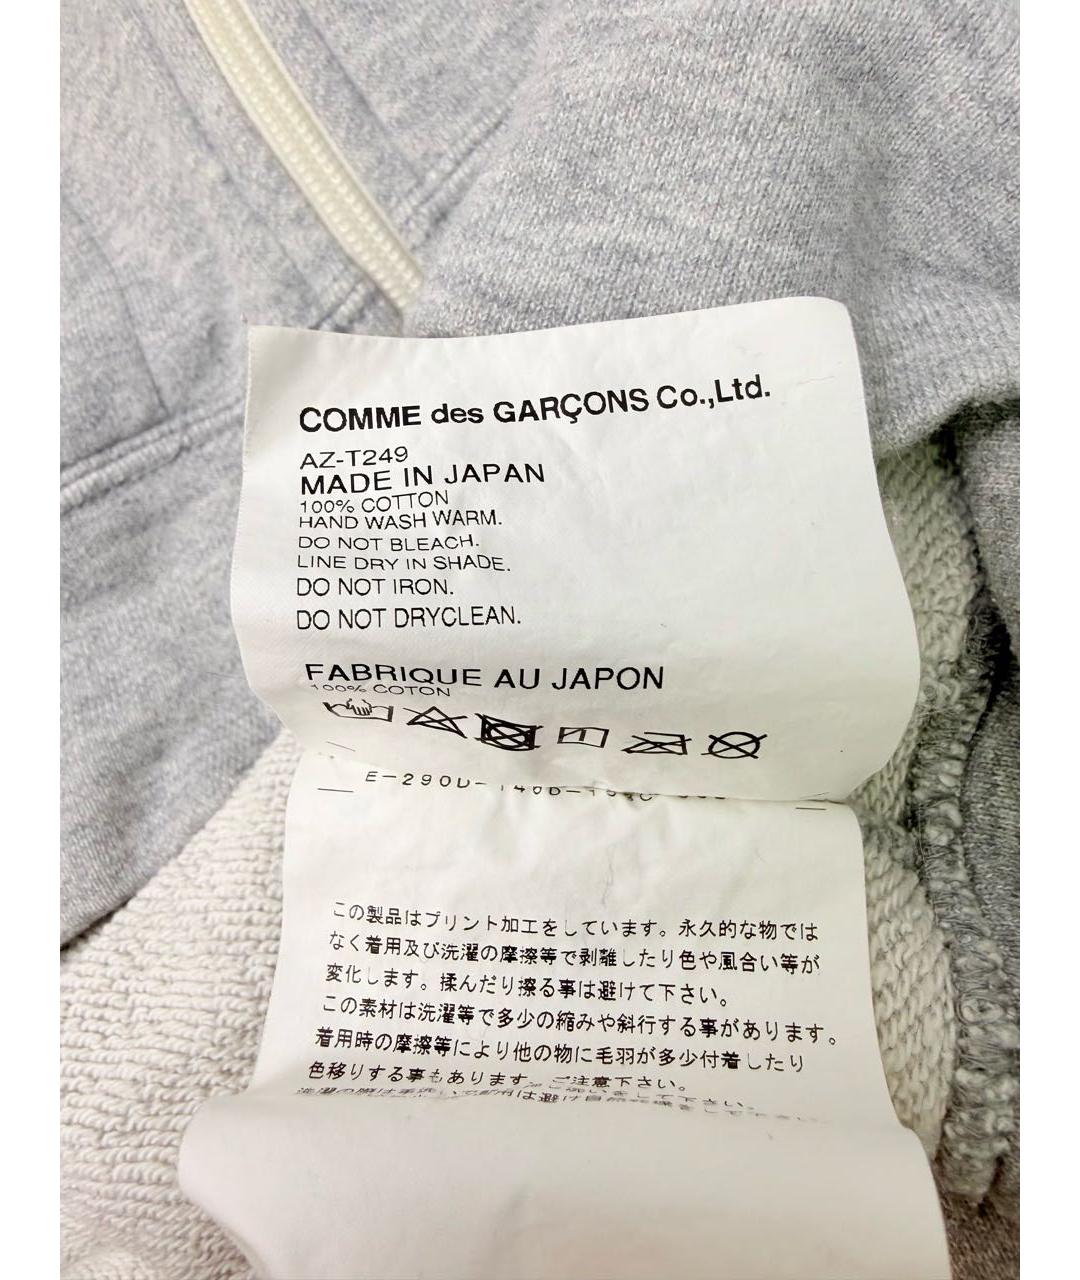 COMME des GARÇONS Co.,Ltd.
AZ-T249
MADE IN JAPAN
100% COTTON
HAND WASH WARM.
DO NOT BLEACH.
LINE DRY IN SHADE.
DO NOT IRON.
DO NOT DRYCLEAN.
FABRIQUE AU JAPON
100% COTON
この製品はプリント加工をしています。永久的な物では
なく着用及び洗濯の摩擦等で剥離したり色や風合い等が
変化します。揉んだり擦る事は避けて下さい。
この素材は洗濯等で多少の縮みや斜行する事があります。
着用時の摩擦等により他の物に毛羽が多少付着したり
色移りする事もあります。ご注意下さい。